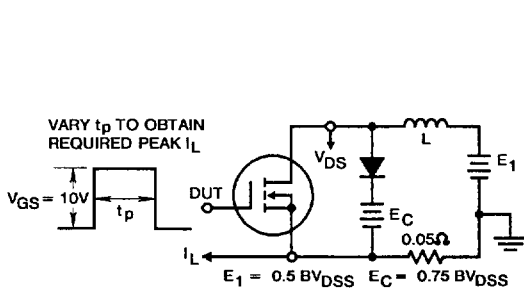 VARY tp TO OBTAIN
REQUIRED PEAK IL
VGS = 10V
tp
DUT
VDS
L
E1
EC
0.05Ω
IL
E1 = 0.5 BVDSS EC = 0.75 BVDSS